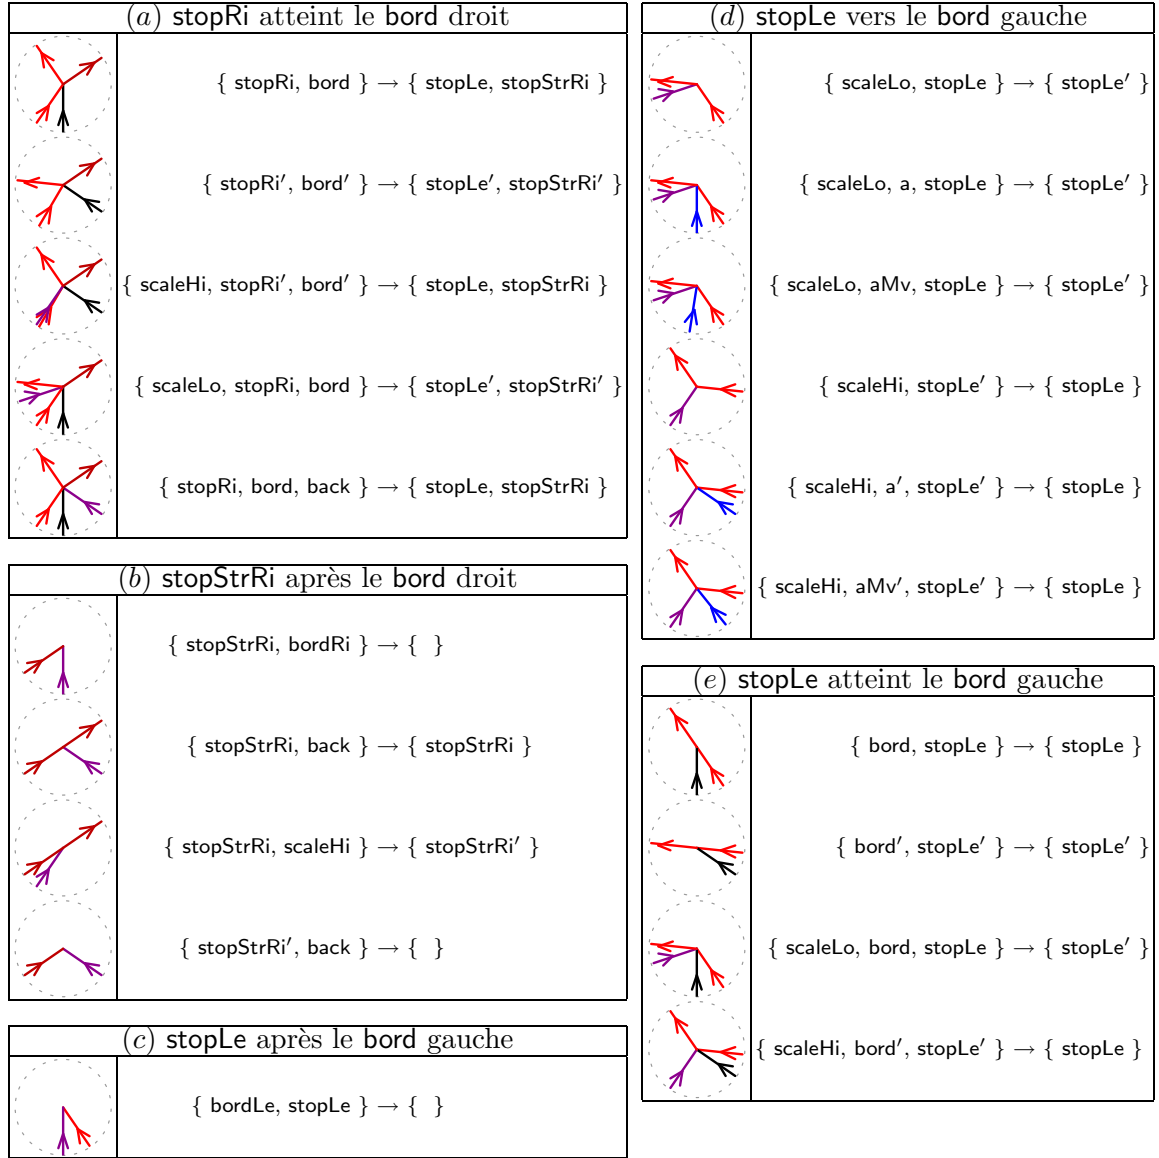 (a) stopRi atteint le bord droit
{ stopRi, bord } → { stopLe, stopStrRi }
{ stopRi′, bord′ } → { stopLe′, stopStrRi′ }
{ scaleHi, stopRi′, bord′ } → { stopLe, stopStrRi }
{ scaleLo, stopRi, bord } → { stopLe′, stopStrRi′ }
{ stopRi, bord, back } → { stopLe, stopStrRi }
(b) stopStrRi après le bord droit
{ stopStrRi, bordRi } → { }
{ stopStrRi, back } → { stopStrRi }
{ stopStrRi, scaleHi } → { stopStrRi′ }
{ stopStrRi′, back } → { }
(c) stopLe après le bord gauche
{ bordLe, stopLe } → { }
(d) stopLe vers le bord gauche
{ scaleLo, stopLe } → { stopLe′ }
{ scaleLo, a, stopLe } → { stopLe′ }
{ scaleLo, aMv, stopLe } → { stopLe′ }
{ scaleHi, stopLe′ } → { stopLe }
{ scaleHi, a′, stopLe′ } → { stopLe }
{ scaleHi, aMv′, stopLe′ } → { stopLe }
(e) stopLe atteint le bord gauche
{ bord, stopLe } → { stopLe }
{ bord′, stopLe′ } → { stopLe′ }
{ scaleLo, bord, stopLe } → { stopLe′ }
{ scaleHi, bord′, stopLe′ } → { stopLe }